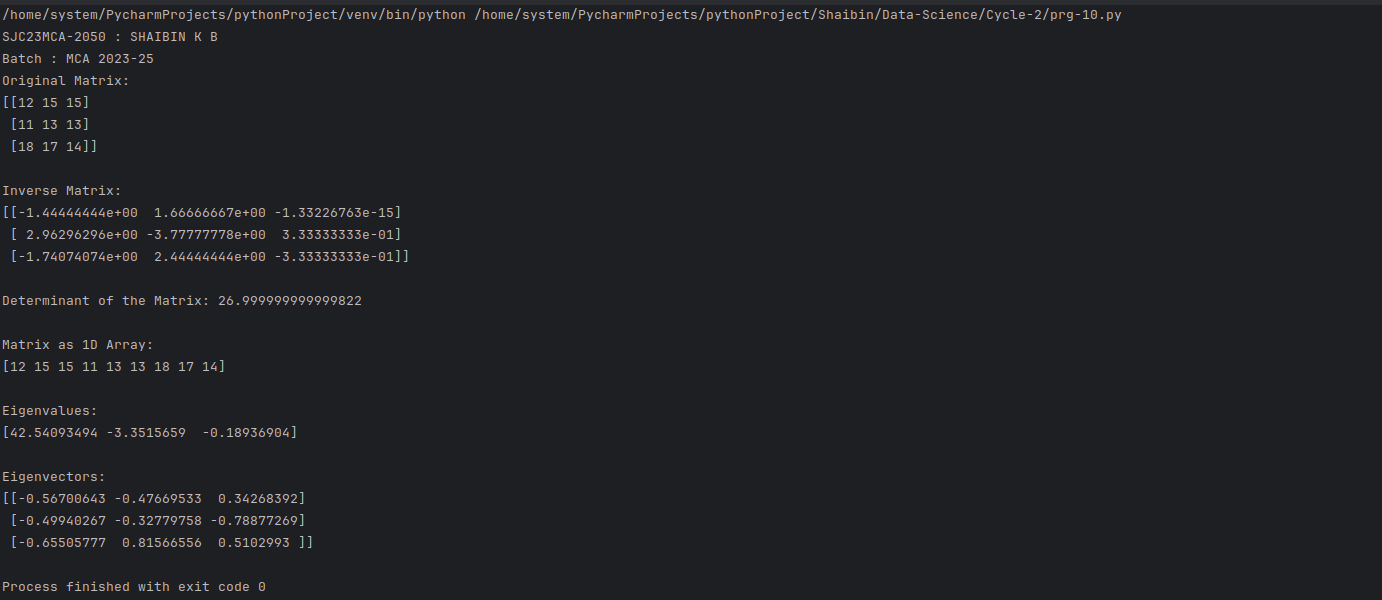 /home/system/PycharmProjects/pythonProject/venv/bin/python /home/system/PycharmProjects/pythonProject/Shaibin/Data-Science/Cycle-2/prg-10.py
SJC23MCA-2050 : SHAIBIN K B
Batch : MCA 2023-25
Original Matrix:
[[12 15 15]
 [11 13 13]
 [18 17 14]]

Inverse Matrix:
[[-1.44444444e+00  1.66666667e+00 -1.33226763e-15]
 [ 2.96296296e+00 -3.77777778e+00  3.33333333e-01]
 [-1.74074074e+00  2.44444444e+00 -3.33333333e-01]]

Determinant of the Matrix: 26.999999999999822

Matrix as 1D Array:
[12 15 15 11 13 13 18 17 14]

Eigenvalues:
[42.54093494 -3.3515659  -0.18936904]

Eigenvectors:
[[-0.56700643 -0.47669533  0.34268392]
 [-0.49940267 -0.32779758 -0.78877269]
 [-0.65505777  0.81566556  0.5102993 ]]

Process finished with exit code 0